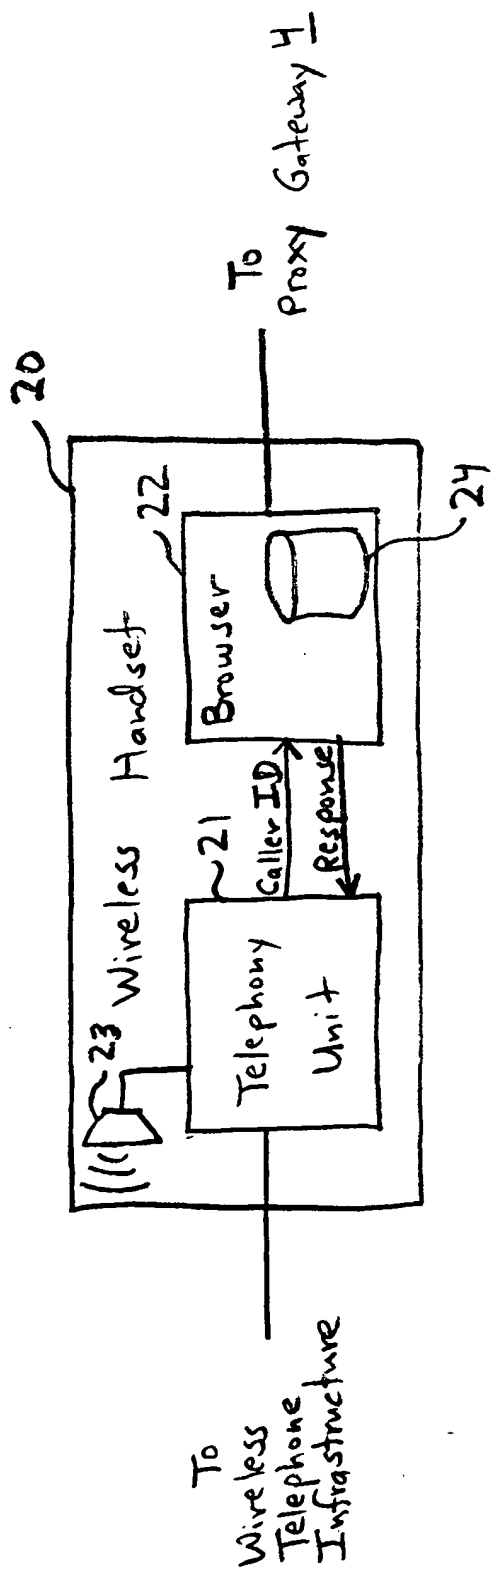 20
Wireless Handset
23
21
22
Telephony
Unit
Caller ID
Response
Browser
24
To
Wireless
Telephone
Infrastructure
To
Proxy Gateway 4